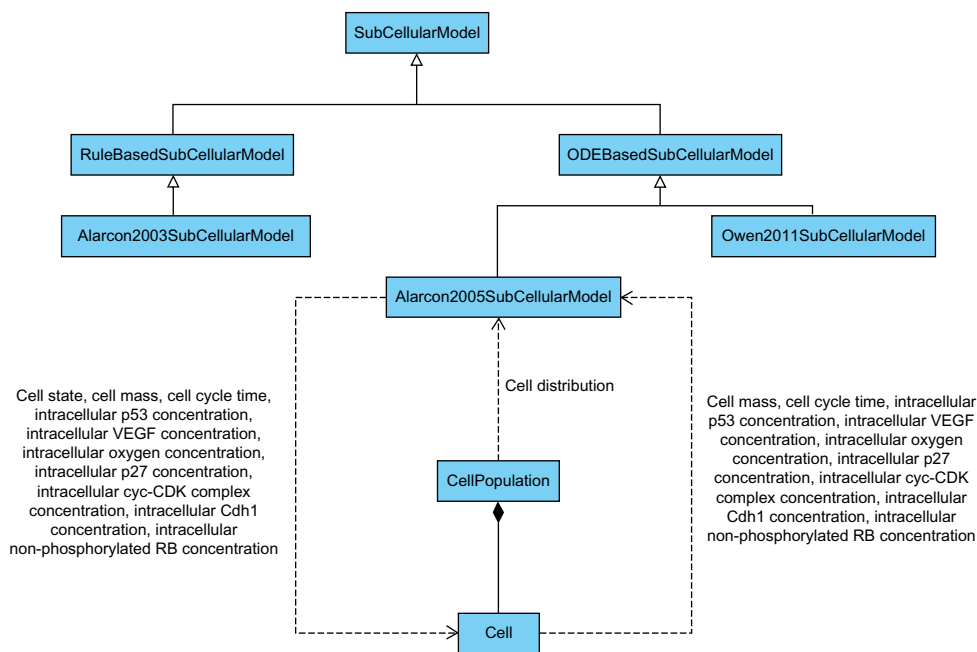 SubCellularModel
RuleBasedSubCellularModel
ODEBasedSubCellularModel
Alarcon2003SubCellularModel
Owen2011SubCellularModel
Alarcon2005SubCellularModel
Cell distribution
Cell state, cell mass, cell cycle time,
intracellular p53 concentration,
intracellular VEGF concentration,
intracellular oxygen concentration,
intracellular p27 concentration,
intracellular cyc-CDK complex
concentration, intracellular Cdh1
concentration, intracellular
non-phosphorylated RB concentration
Cell mass, cell cycle time, intracellular
p53 concentration, intracellular VEGF
concentration, intracellular oxygen
concentration, intracellular p27
concentration, intracellular cyc-CDK
complex concentration, intracellular
Cdh1 concentration, intracellular
non-phosphorylated RB concentration
CellPopulation
Cell